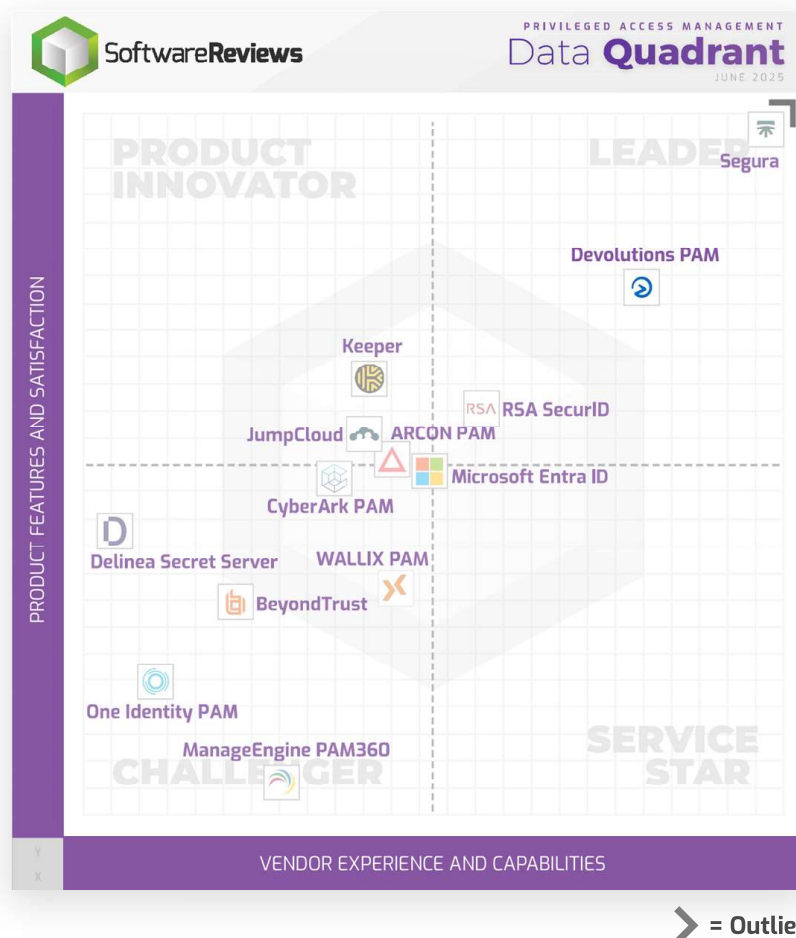 SoftwareReviews
PRIVILEGED ACCESS MANAGEMENT
Data Quadrant
JUNE 2025
PRODUCT
INNOVATOR
LEADER
Segura
Devolutions PAM
Keeper
RSA RSA SecurID
JumpCloud
ARCON PAM
Microsoft Entra ID
CyberArk PAM
D
Delinea Secret Server
WALLIX PAM
BeyondTrust
One Identity PAM
ManageEngine PAM360
CHALLENGER
SERVICE
STAR
PRODUCT FEATURES AND SATISFACTION
Y
X
VENDOR EXPERIENCE AND CAPABILITIES
= Outlie